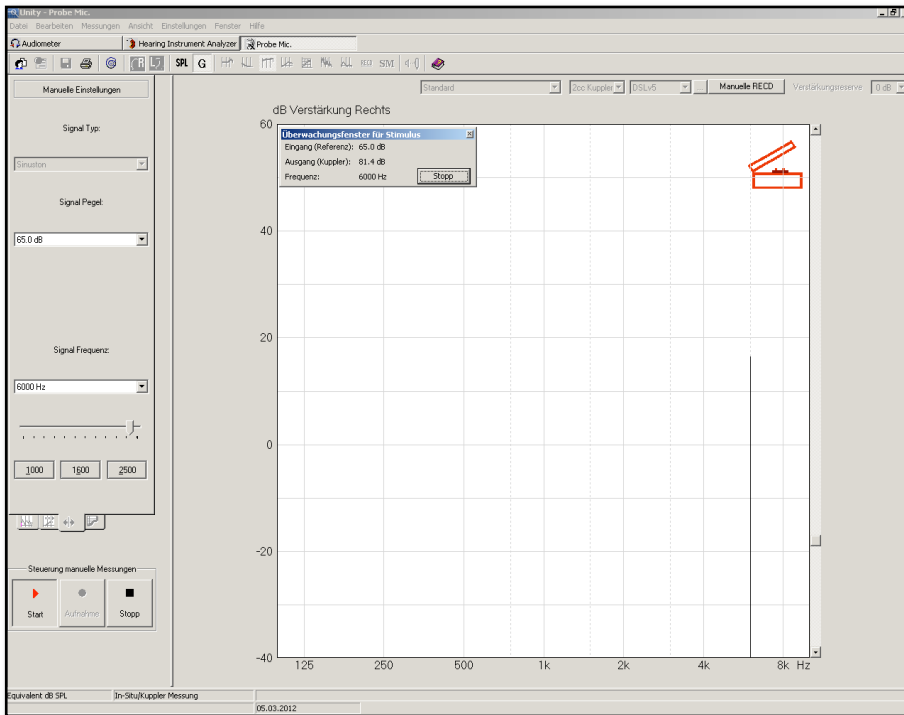 Unity - Probe Mic.
Datei Bearbeiten Messungen Ansicht Einstellungen Fenster Hilfe
Audiometer Hearing Instrument Analyzer Probe Mic.
SPL G RECD SM
Manuelle Einstellungen
Standard 2cc Kuppler DSLv5 Manuelle RECD Verstärkungsreserve 0 dB
Signal Typ:
Sinuston
Signal Pegel:
65.0 dB
Signal Frequenz:
6000 Hz
1000 1600 2500
Steuerung manuelle Messungen
Start Aufnahme Stopp
dB Verstärkung Rechts
Überwachungsfenster für Stimulus
Eingang (Referenz): 65.0 dB
Ausgang (Kuppler): 81.4 dB
Frequenz: 6000 Hz Stopp
60
40
20
0
-20
-40
125 250 500 1k 2k 4k 8k Hz
Equivalent dB SPL In-Situ/Kuppler Messung
05.03.2012